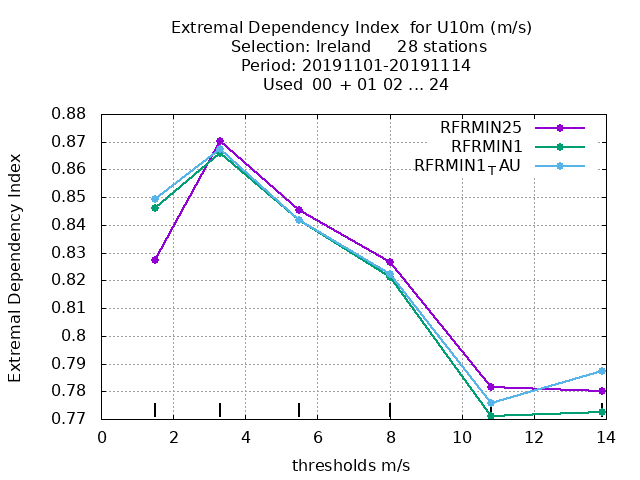 Extremal Dependency Index  for U10m (m/s)
Selection: Ireland     28 stations
Period: 20191101-20191114
Used  00  + 01 02 ... 24
RFRMIN25
RFRMIN1
RFRMIN1TAU
Extremal Dependency Index
0.88
0.87
0.86
0.85
0.84
0.83
0.82
0.81
0.8
0.79
0.78
0.77
0 2 4 6 8 10 12 14
thresholds m/s